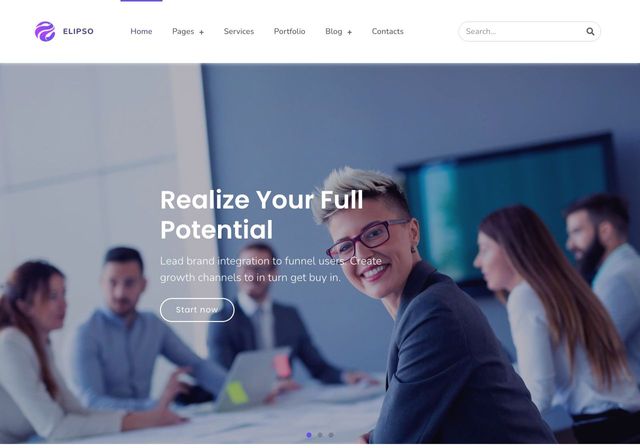 ELIPSO
Home
Pages +
Services
Portfolio
Blog +
Contacts
Search...
Realize Your Full
Potential
Lead brand integration to funnel users. Create
growth channels to in turn get buy in.
Start now